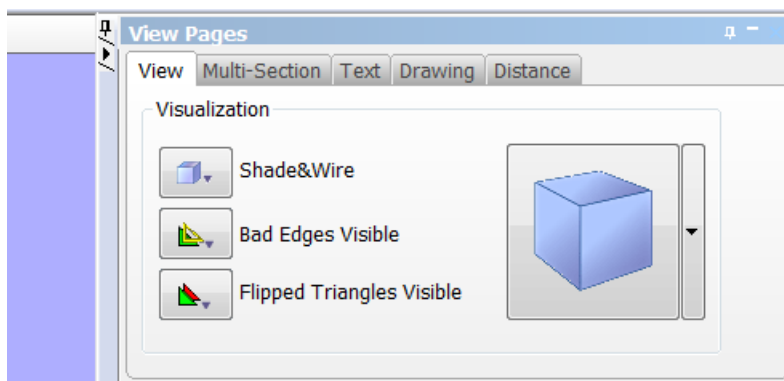 View Pages
View Multi-Section Text Drawing Distance
Visualization
Shade&Wire
Bad Edges Visible
Flipped Triangles Visible